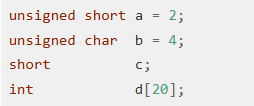 unsigned short a = 2;
unsigned char  b = 4;
short          c;
int            d[20];